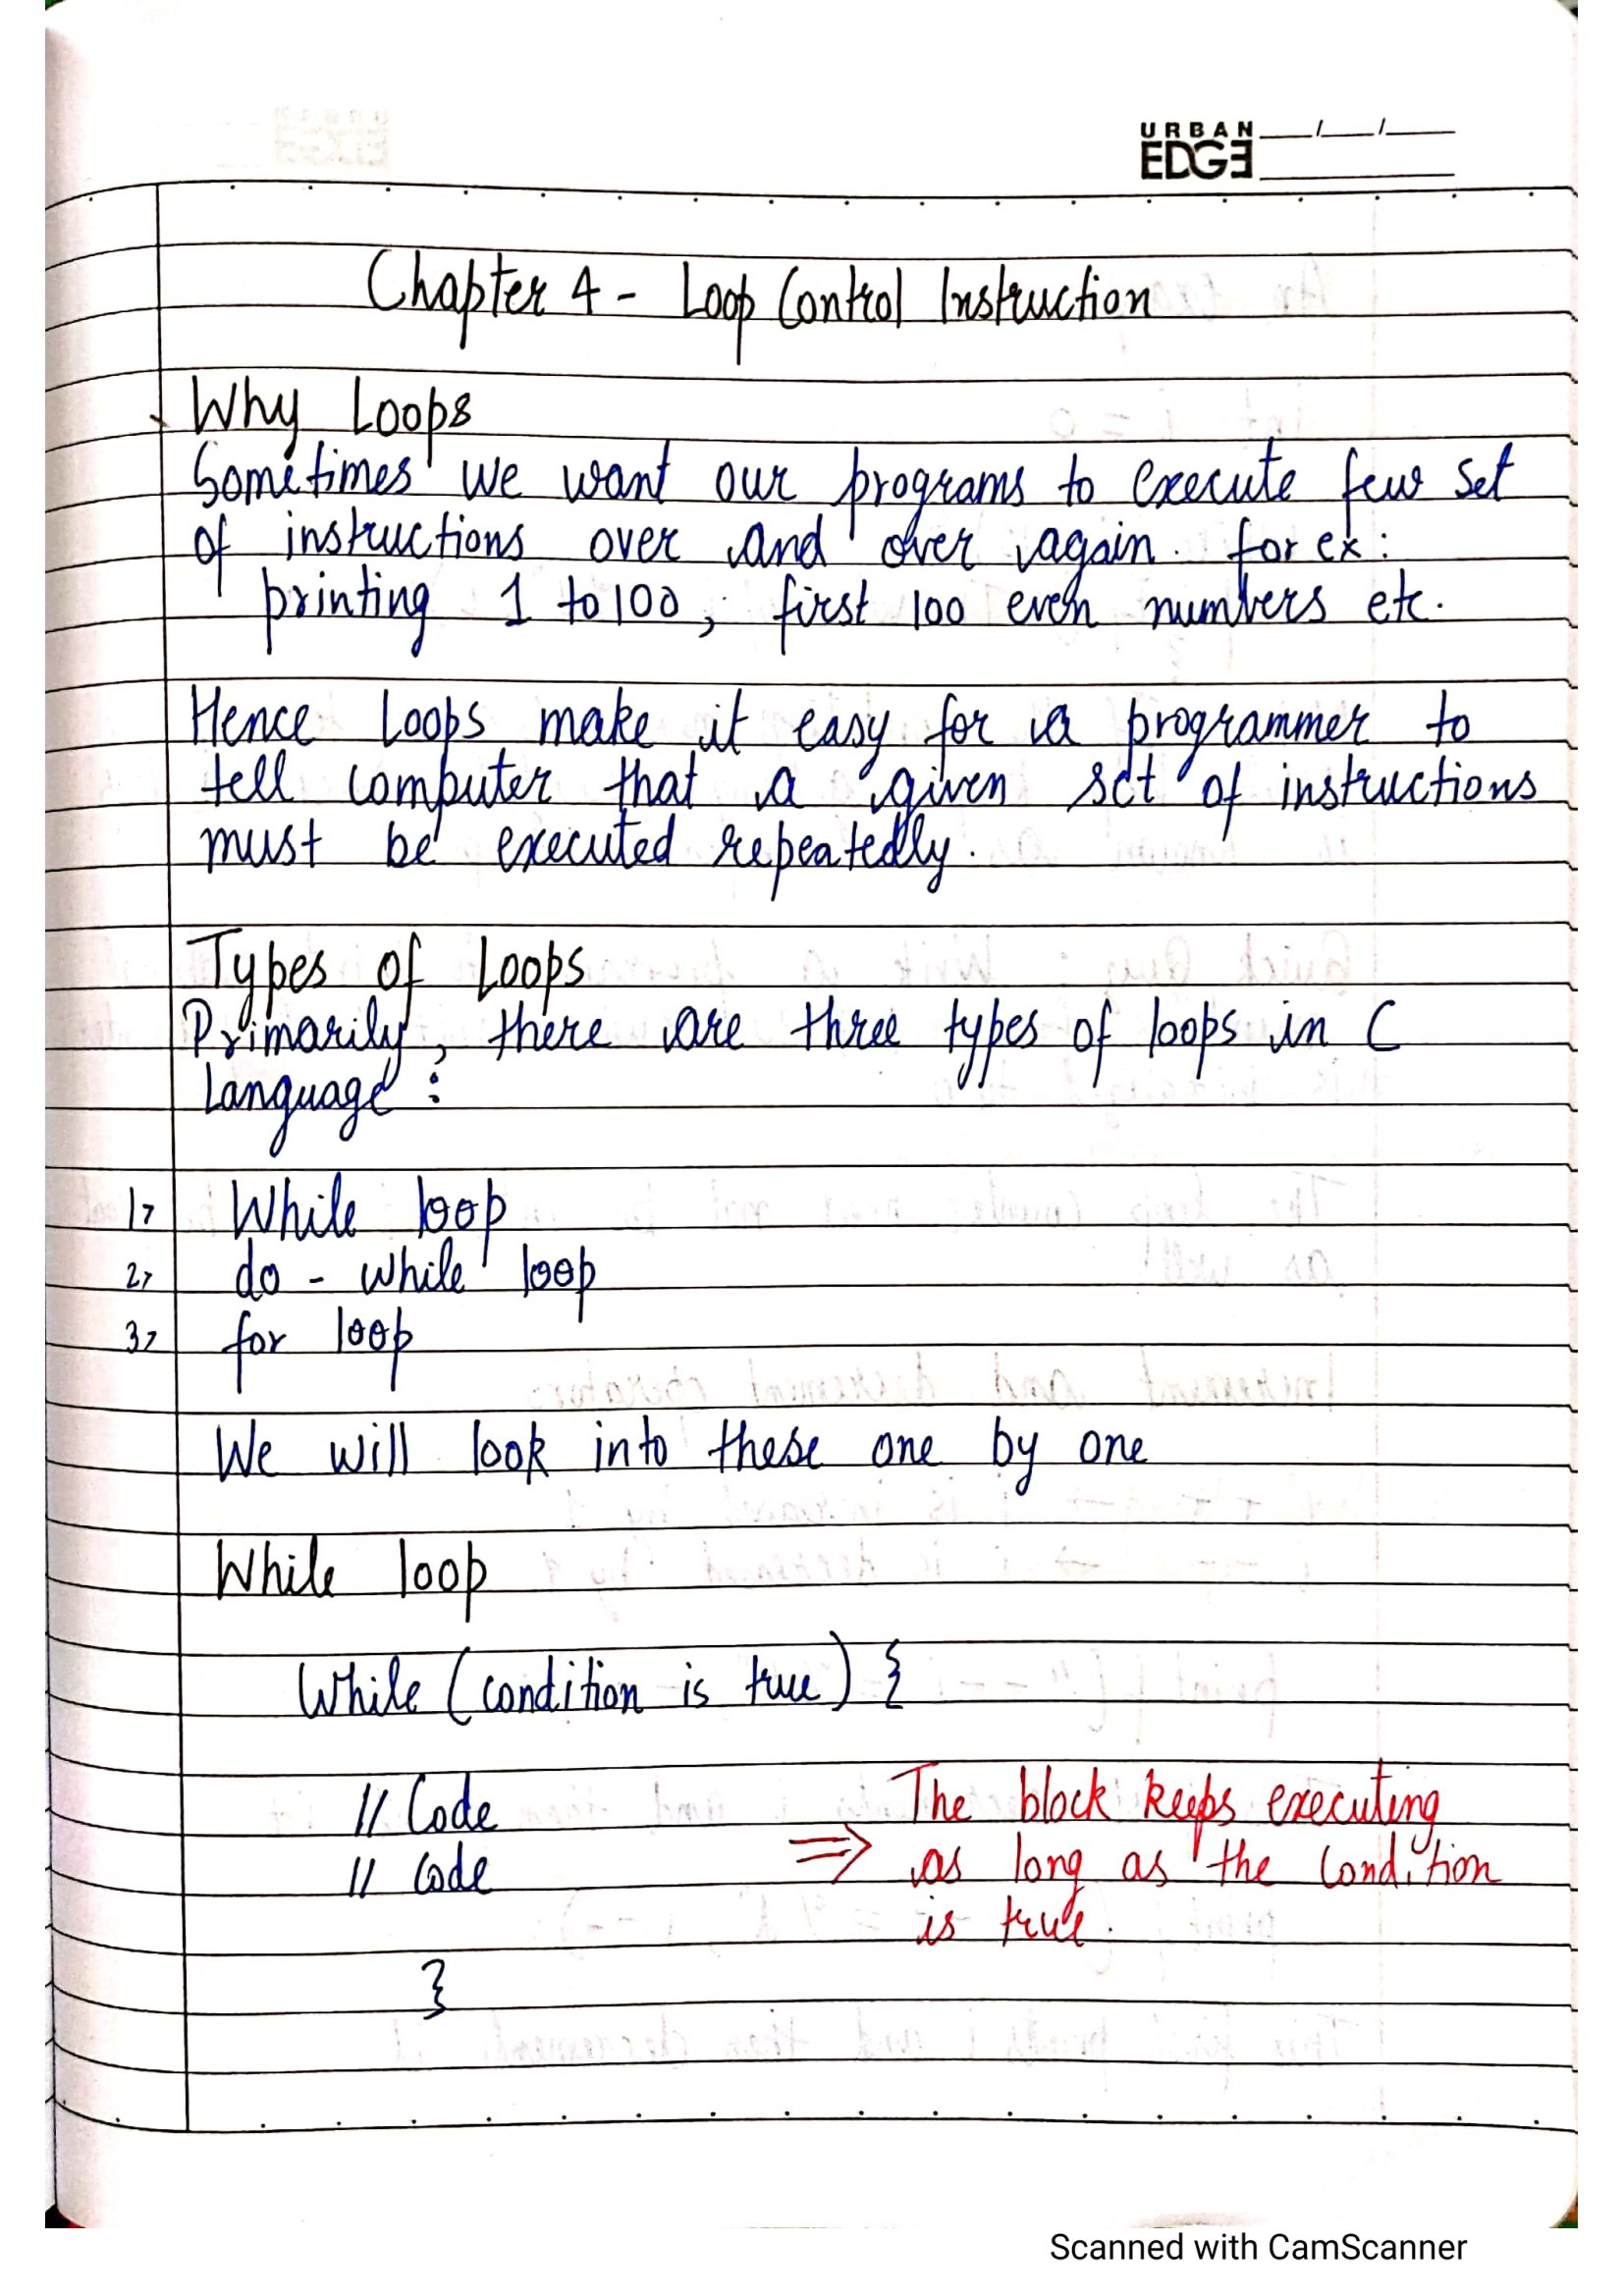 URBAN
EDGE
Chapter 4 - Loop Control Instruction
Why Loops
Sometimes we want our programs to execute few set
of instructions over and over again. for ex:
printing 1 to 100, first 100 even numbers etc.
Hence Loops make it easy for a programmer to
tell computer that a given set of instructions
must be executed repeatedly.
Types of Loops
Primarily, there are three types of loops in C
Language :
1> While loop
2> do - while loop
3> for loop
We will look into these one by one
While loop
While (condition is true) {
// Code
// Code
⇒ The block keeps executing
as long as the condition
is true.
}
Scanned with CamScanner